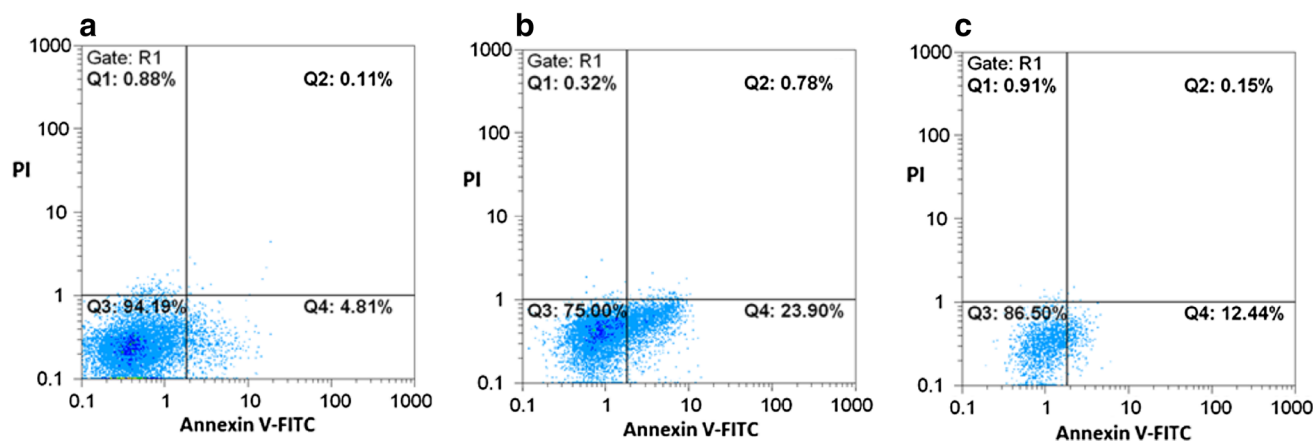 a
1000
100
10
1
0.1
PI
Gate: R1
Q1: 0.88%
Q2: 0.11%
Q3: 94.19%
Q4: 4.81%
0.1 1 10 100 1000
Annexin V-FITC
b
1000
100
10
1
0.1
PI
Gate: R1
Q1: 0.32%
Q2: 0.78%
Q3: 75.00%
Q4: 23.90%
0.1 1 10 100 1000
Annexin V-FITC
c
1000
100
10
1
0.1
PI
Gate: R1
Q1: 0.91%
Q2: 0.15%
Q3: 86.50%
Q4: 12.44%
0.1 1 10 100 1000
Annexin V-FITC